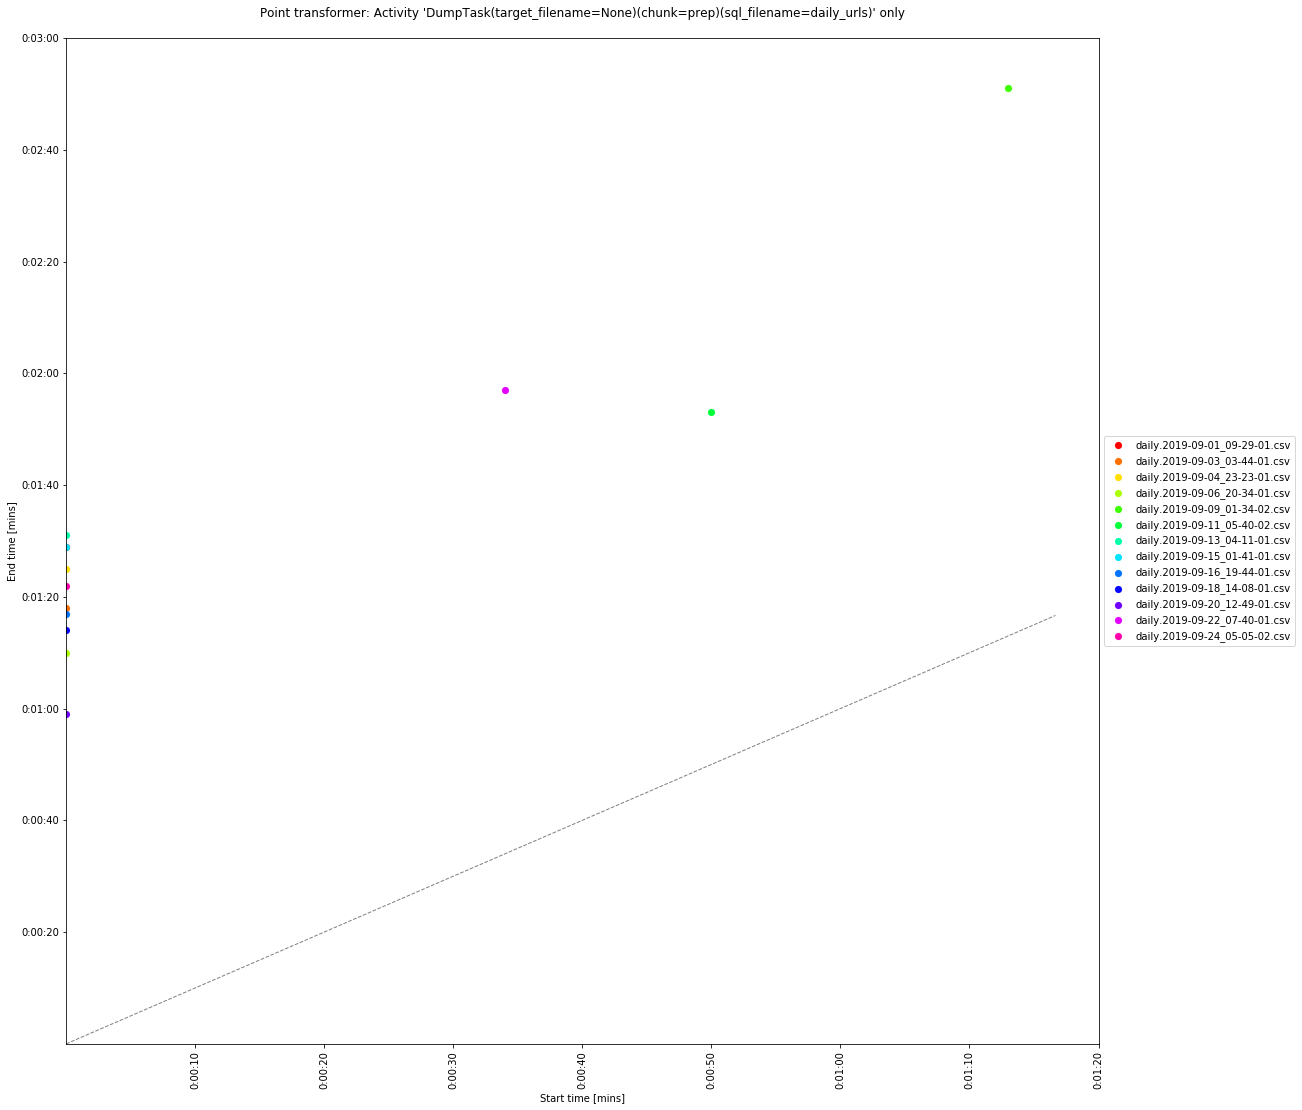 Point transformer: Activity 'DumpTask(target_filename=None)(chunk=prep)(sql_filename=daily_urls)' only
0:03:00
0:02:40
0:02:20
0:02:00
0:01:40
0:01:20
0:01:00
0:00:40
0:00:20
End time [mins]
0:00:10
0:00:20
0:00:30
0:00:40
0:00:50
0:01:00
0:01:10
0:01:20
Start time [mins]
daily.2019-09-01_09-29-01.csv
daily.2019-09-03_03-44-01.csv
daily.2019-09-04_23-23-01.csv
daily.2019-09-06_20-34-01.csv
daily.2019-09-09_01-34-02.csv
daily.2019-09-11_05-40-02.csv
daily.2019-09-13_04-11-01.csv
daily.2019-09-15_01-41-01.csv
daily.2019-09-16_19-44-01.csv
daily.2019-09-18_14-08-01.csv
daily.2019-09-20_12-49-01.csv
daily.2019-09-22_07-40-01.csv
daily.2019-09-24_05-05-02.csv